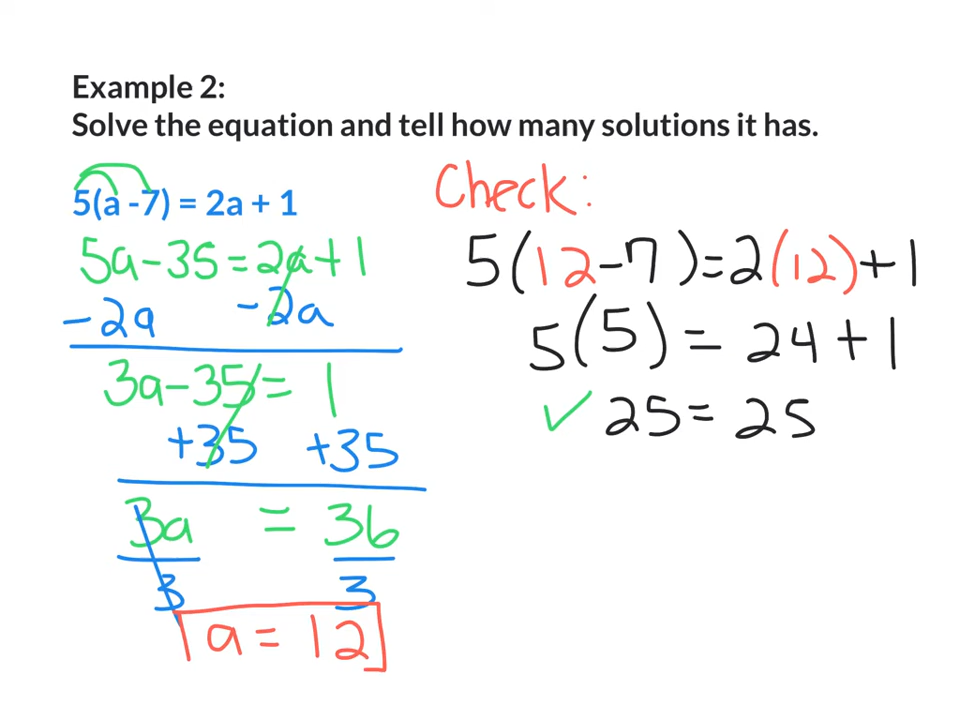 Example 2:
Solve the equation and tell how many solutions it has.
5(a -7) = 2a + 1
5a - 35 = 2a + 1
- 2a - 2a
3a - 35 = 1
+35 +35
3a = 36
3 3
a = 12
Check:
5(12 - 7) = 2(12) + 1
5(5) = 24 + 1
✓ 25 = 25